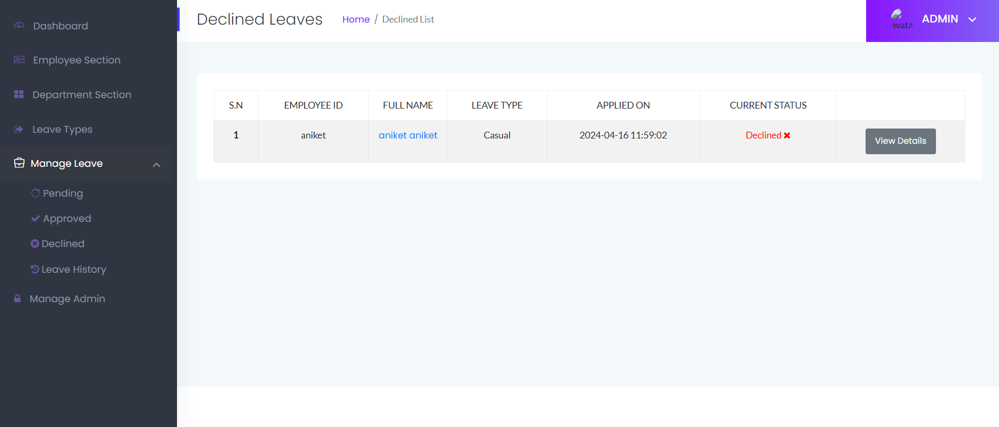 Dashboard
Employee Section
Department Section
Leave Types
Manage Leave
Pending
Approved
Declined
Leave History
Manage Admin
Declined Leaves
Home / Declined List
avata
ADMIN
S.N EMPLOYEE ID FULL NAME LEAVE TYPE APPLIED ON CURRENT STATUS
1 aniket aniket aniket Casual 2024-04-16 11:59:02 Declined View Details